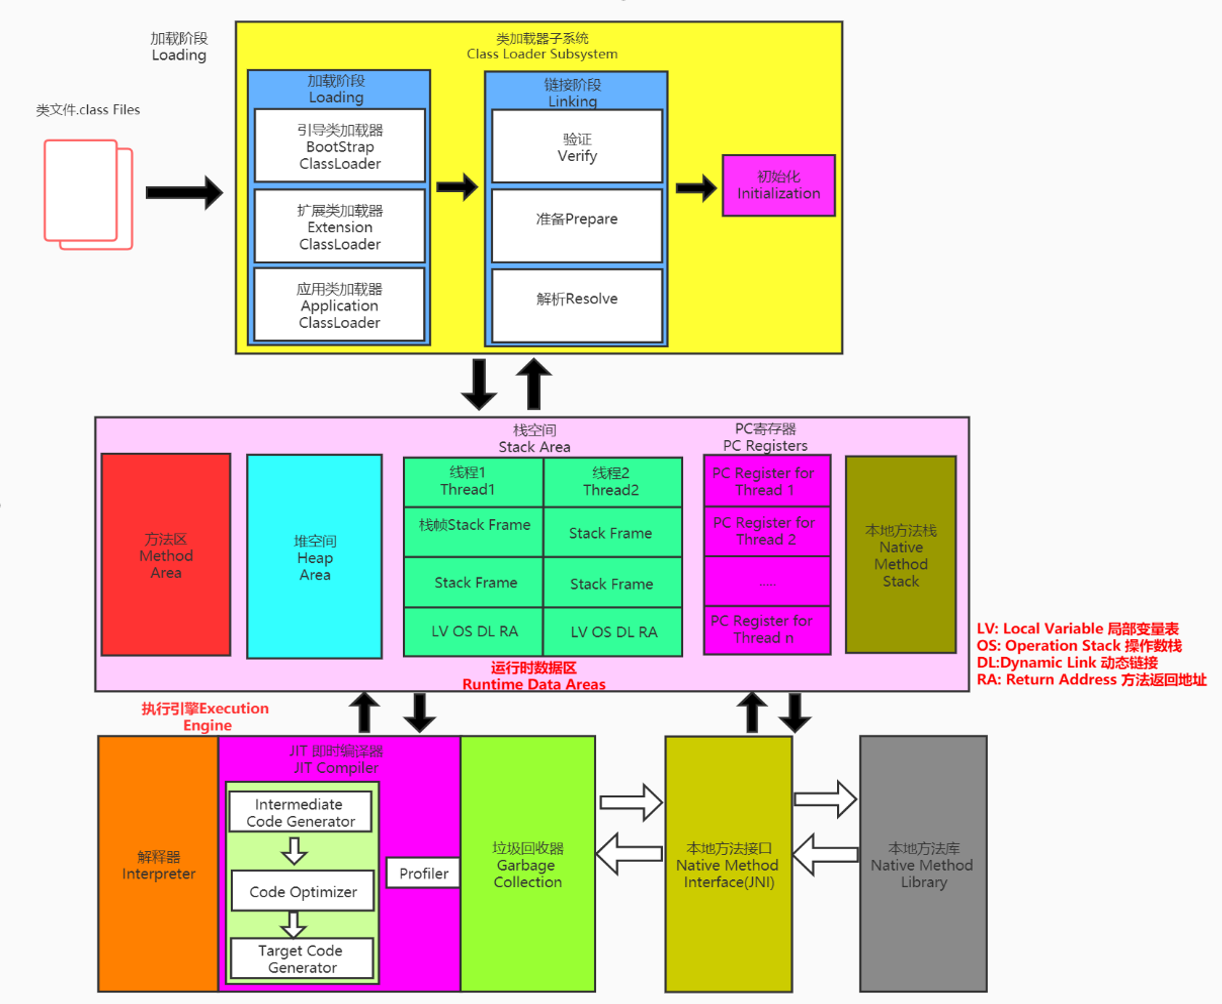 加载阶段
Loading
类文件.class Files
类加载器子系统
Class Loader Subsystem
加载阶段
Loading
引导类加载器
BootStrap
ClassLoader
扩展类加载器
Extension
ClassLoader
应用类加载器
Application
ClassLoader
链接阶段
Linking
验证
Verify
准备Prepare
解析Resolve
初始化
Initialization
方法区
Method
Area
堆空间
Heap
Area
栈空间
Stack Area
线程1
Thread1
线程2
Thread2
栈帧Stack Frame
Stack Frame
Stack Frame
Stack Frame
LV OS DL RA
LV OS DL RA
PC寄存器
PC Registers
PC Register for
Thread 1
PC Register for
Thread 2
.....
PC Register for
Thread n
本地方法栈
Native
Method
Stack
运行时数据区
Runtime Data Areas
LV: Local Variable 局部变量表
OS: Operation Stack 操作数栈
DL:Dynamic Link 动态链接
RA: Return Address 方法返回地址
执行引擎Execution
Engine
解释器
Interpreter
JIT 即时编译器
JIT Compiler
Intermediate
Code Generator
Code Optimizer
Target Code
Generator
Profiler
垃圾回收器
Garbage
Collection
本地方法接口
Native Method
Interface(JNI)
本地方法库
Native Method
Library